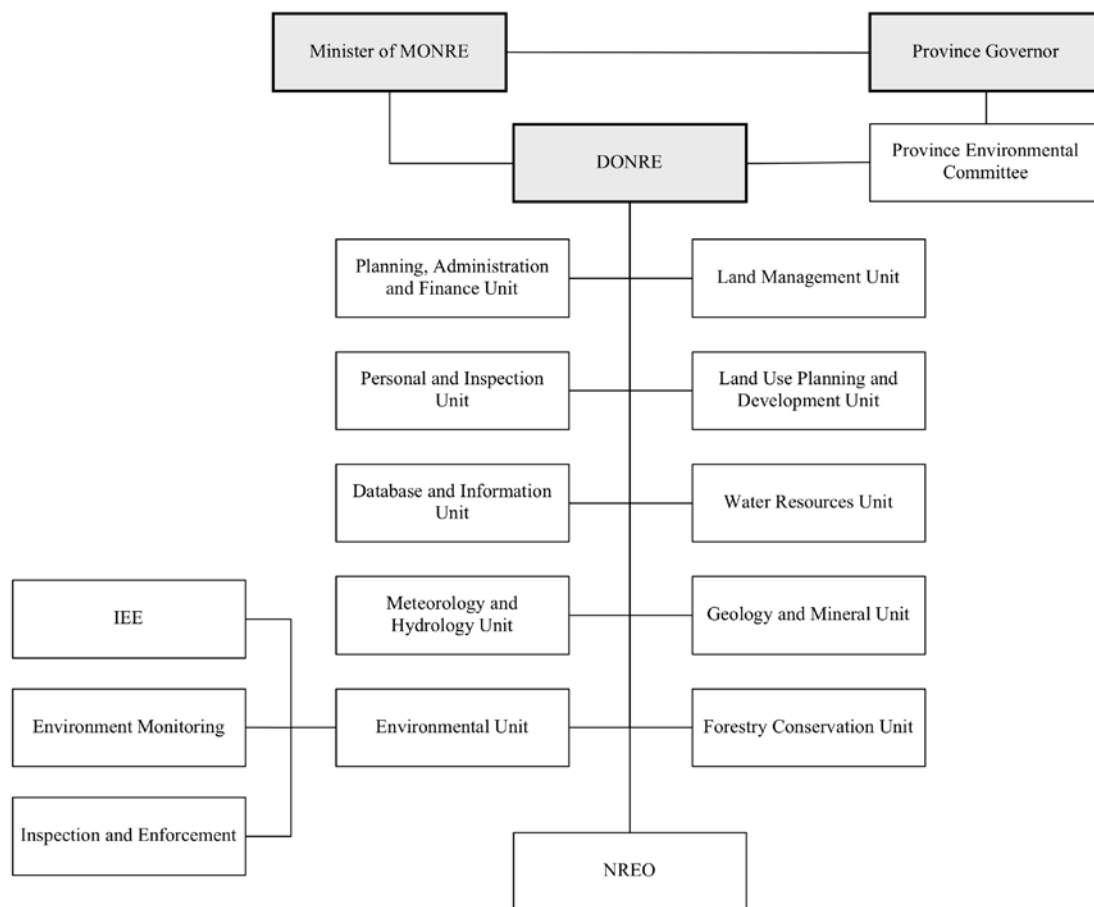 Minister of MONRE
Province Governor
DONRE
Province Environmental
Committee
Planning, Administration
and Finance Unit
Land Management Unit
Personal and Inspection
Unit
Land Use Planning and
Development Unit
Database and Information
Unit
Water Resources Unit
IEE
Meteorology and
Hydrology Unit
Geology and Mineral Unit
Environment Monitoring
Environmental Unit
Forestry Conservation Unit
Inspection and Enforcement
NREO